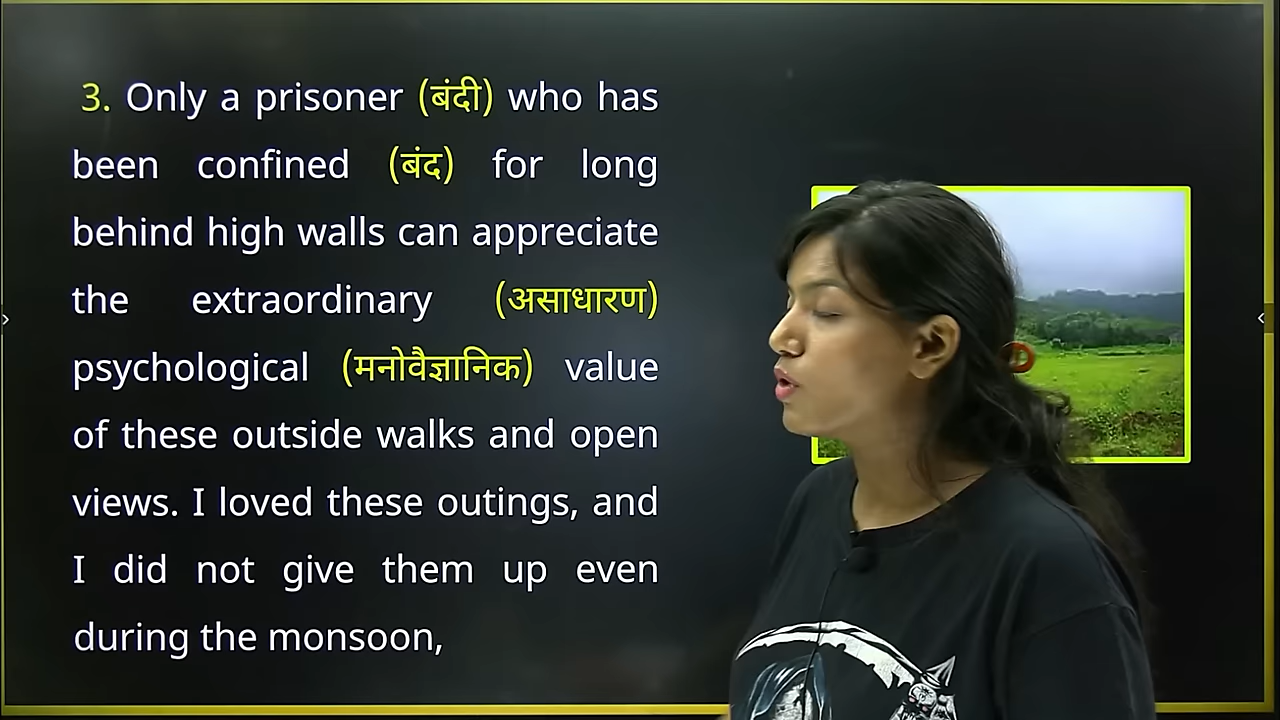 3. Only a prisoner (बंदी) who has
been confined (बंद) for long
behind high walls can appreciate
the extraordinary (असाधारण)
psychological (मनोवैज्ञानिक) value
of these outside walks and open
views. I loved these outings, and
I did not give them up even
during the monsoon,